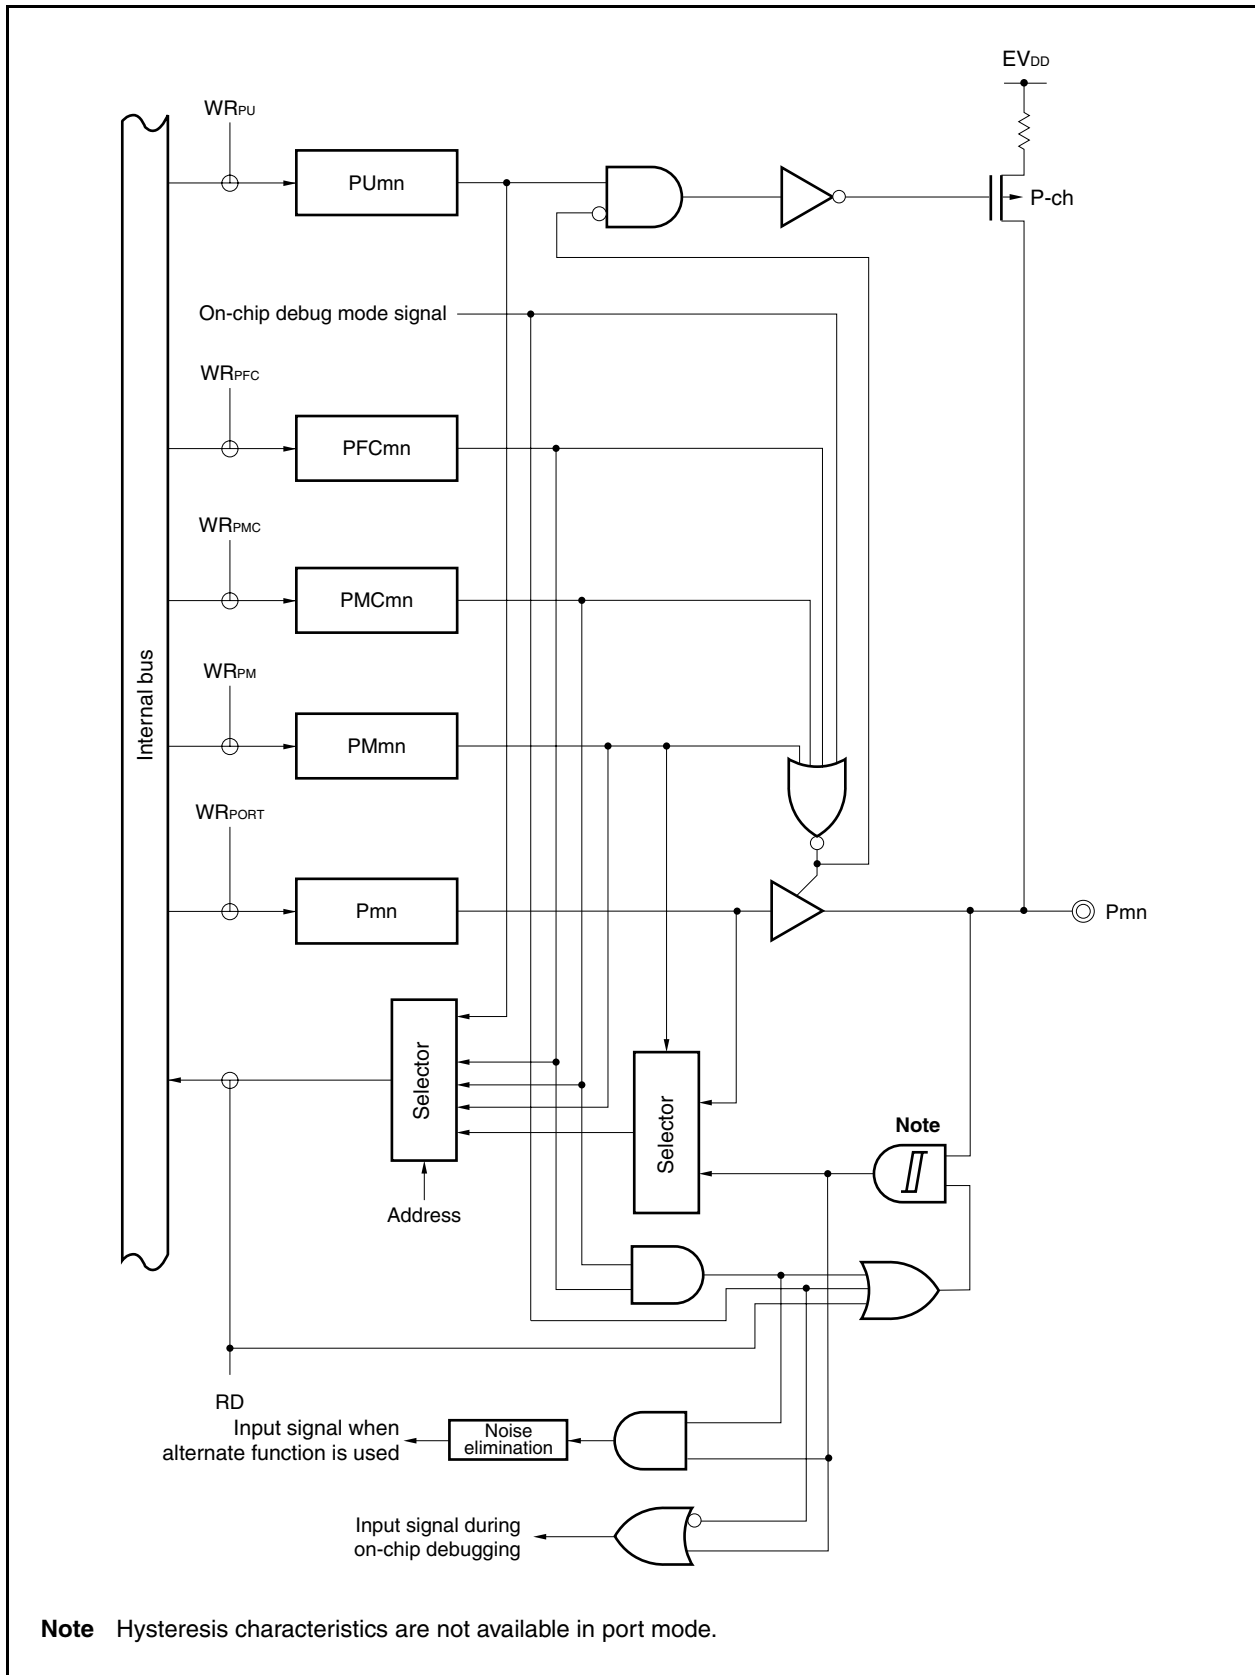 EVDD
WRPU
PUmn
P-ch
On-chip debug mode signal
WRPFC
PFCmn
WRPMC
PMCmn
Internal bus
WRPM
PMmn
WRPORT
Pmn
Pmn
Selector
Selector
Note
Address
RD
Input signal when
alternate function is used
Noise
elimination
Input signal during
on-chip debugging
Note Hysteresis characteristics are not available in port mode.